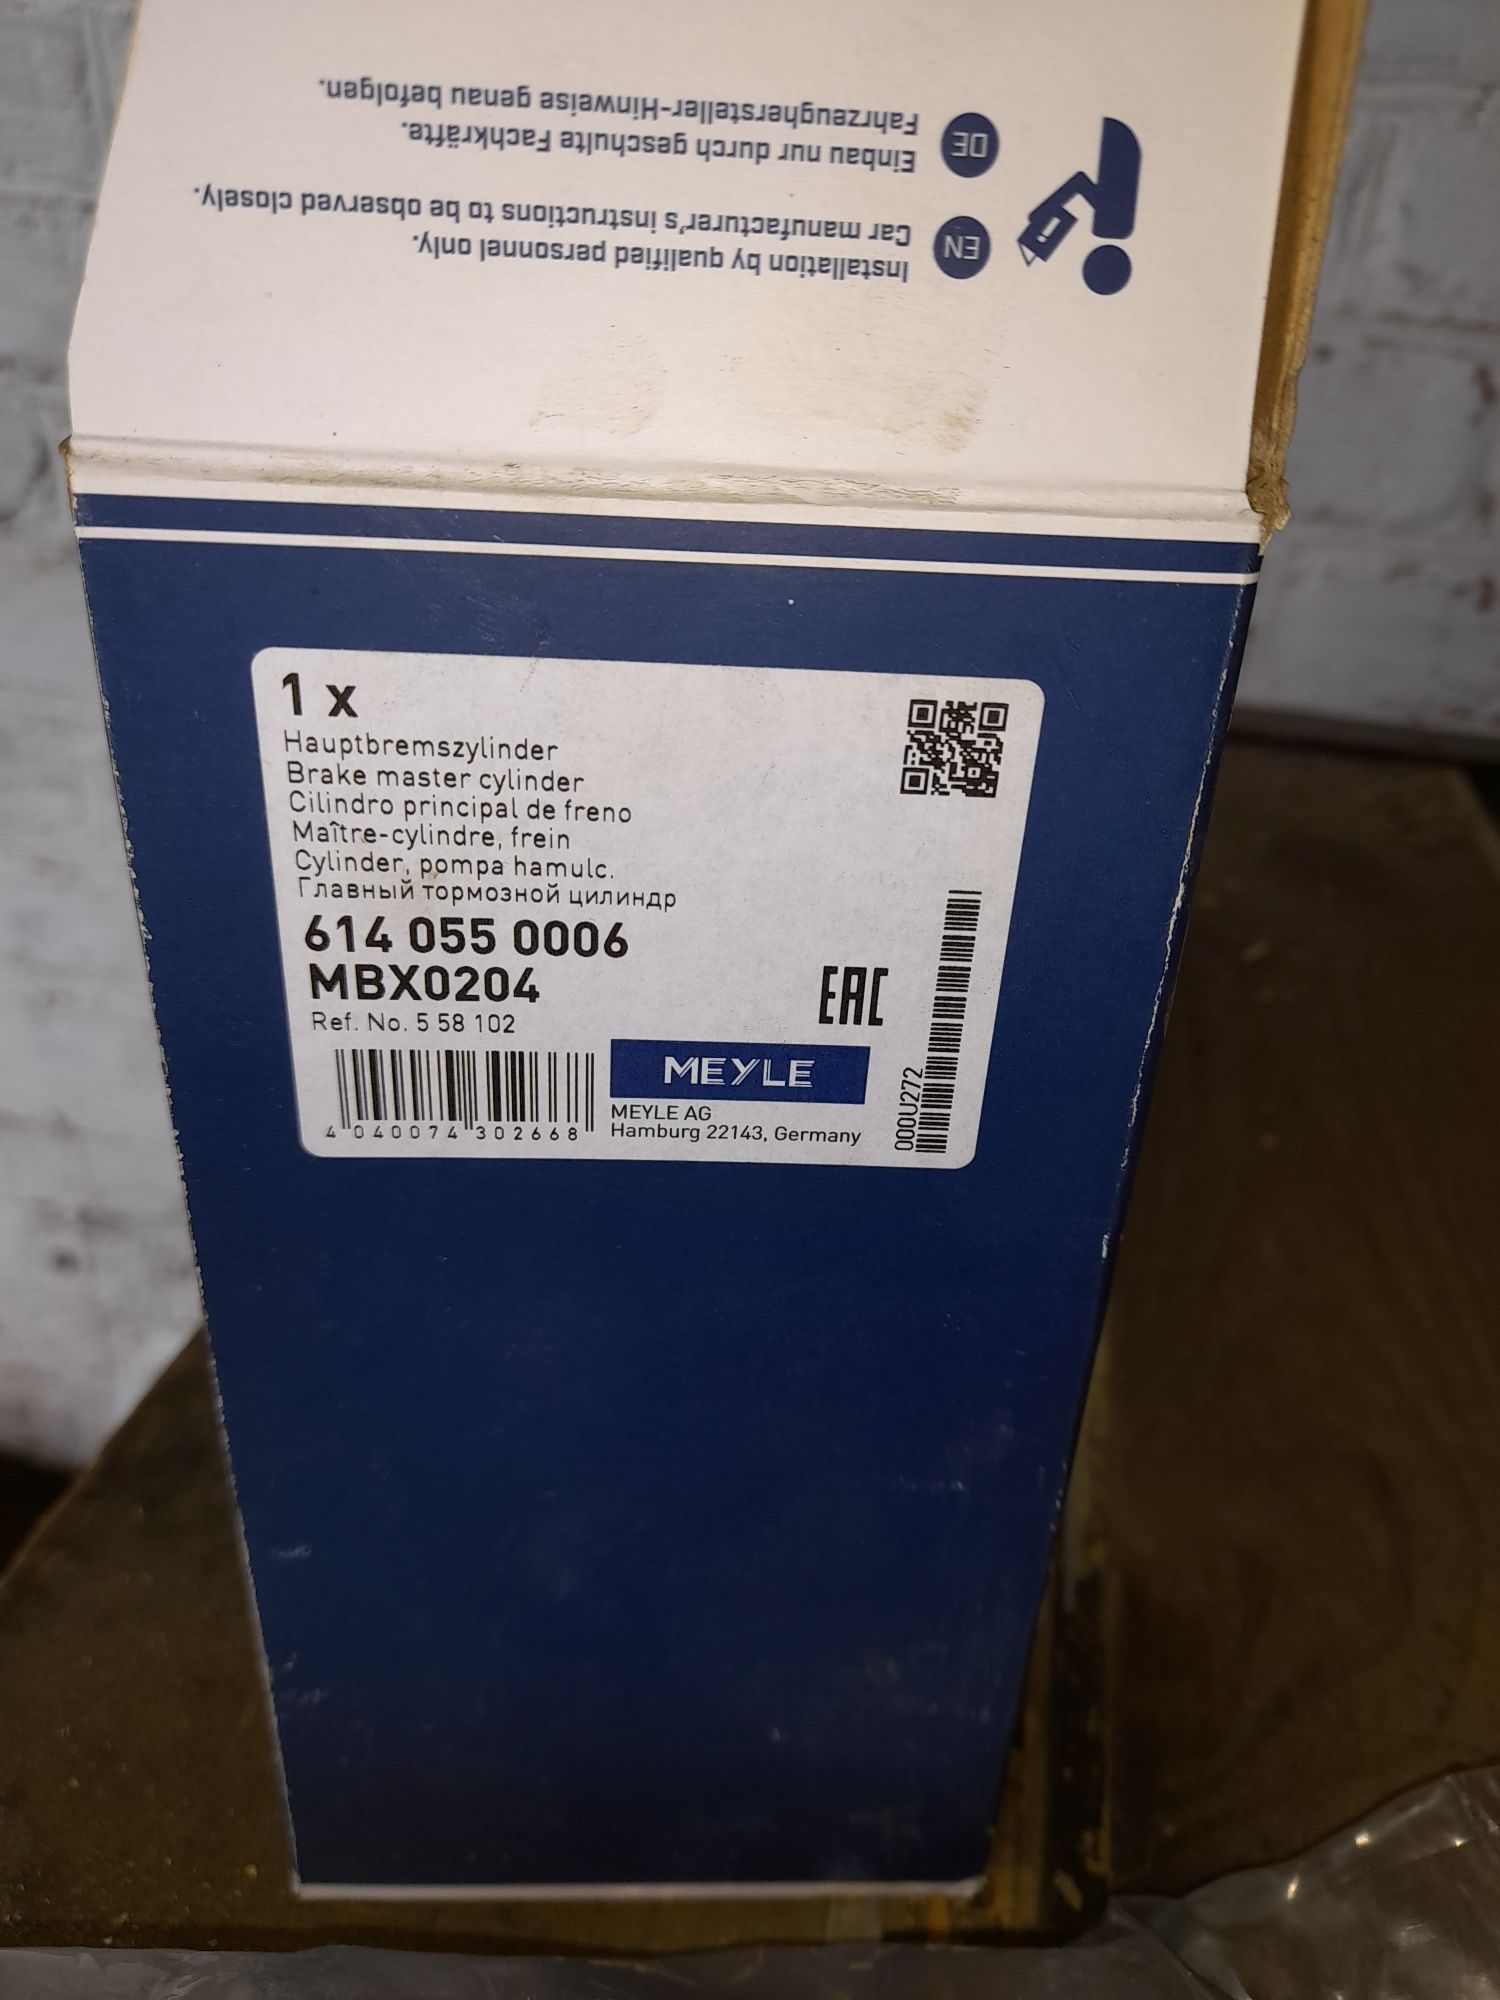 Installation by qualified personnel only.
EN
Car manufacturer's instructions to be observed closely.
Einbau nur durch geschulte Fachkräfte.
DE
Fahrzeughersteller-Hinweise genau befolgen.
1 x
Hauptbremszylinder
Brake master cylinder
Cilindro principal de freno
Maître-cylindre, frein
Cylinder, pompa hamulc.
Главный тормозной цилиндр
614 055 0006
MBX0204
EAC
Ref. No. 5 58 102
MEYLE
MEYLE AG
Hamburg 22143, Germany
4 040074 302668
000U272